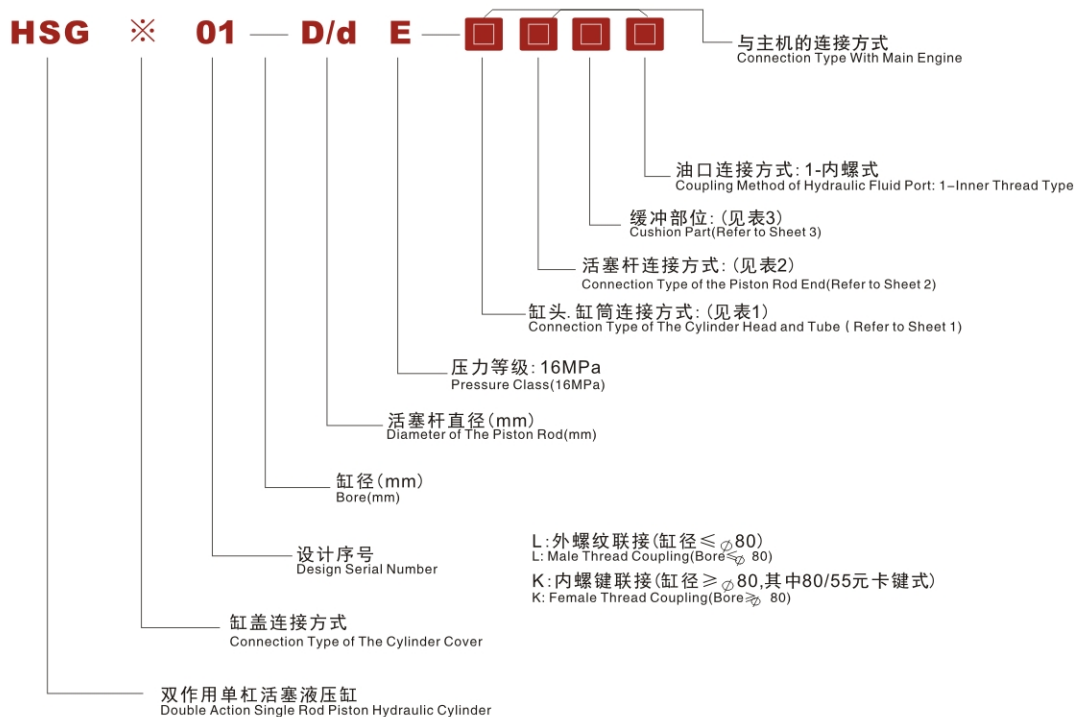 HSG ※ 01 — D/d E — □ □ □ □
与主机的连接方式
Connection Type With Main Engine
油口连接方式: 1-内螺式
Coupling Method of Hydraulic Fluid Port: 1–Inner Thread Type
缓冲部位: (见表3)
Cushion Part(Refer to Sheet 3)
活塞杆连接方式: (见表2)
Connection Type of the Piston Rod End(Refer to Sheet 2)
缸头. 缸筒连接方式: (见表1)
Connection Type of The Cylinder Head and Tube ( Refer to Sheet 1)
压力等级: 16MPa
Pressure Class(16MPa)
活塞杆直径(mm)
Diameter of The Piston Rod(mm)
缸径(mm)
Bore(mm)
设计序号
Design Serial Number
L:外螺纹联接(缸径≤∅80)
L: Male Thread Coupling(Bore≤∅ 80)
K:内螺键联接(缸径≥∅80,其中80/55元卡键式)
K: Female Thread Coupling(Bore≥∅ 80)
缸盖连接方式
Connection Type of The Cylinder Cover
双作用单杠活塞液压缸
Double Action Single Rod Piston Hydraulic Cylinder